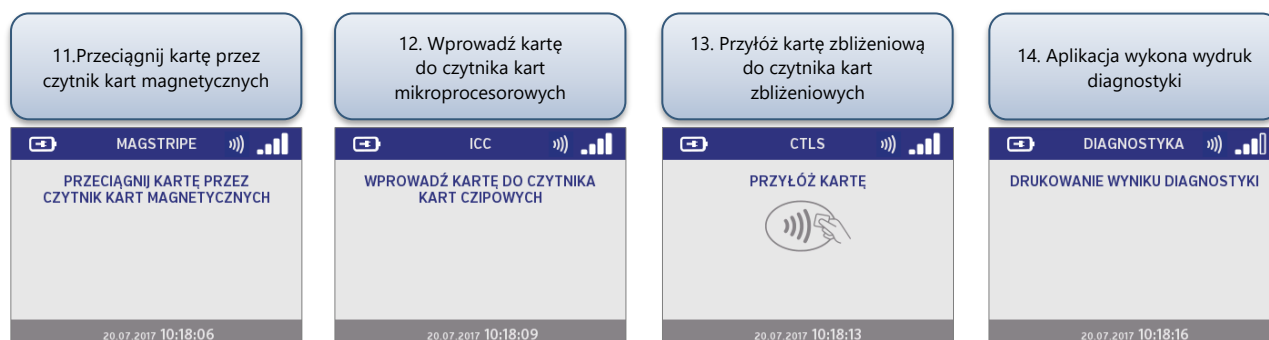 11.Przeciągnij kartę przez
czytnik kart magnetycznych
12. Wprowadź kartę
do czytnika kart
mikroprocesorowych
13. Przyłóż kartę zbliżeniową
do czytnika kart
zbliżeniowych
14. Aplikacja wykona wydruk
diagnostyki
MAGSTRIPE
PRZECIĄGNIJ KARTĘ PRZEZ
CZYTNIK KART MAGNETYCZNYCH
20.07.2017 10:18:06
ICC
WPROWADŹ KARTĘ DO CZYTNIKA
KART CZIPOWYCH
20.07.2017 10:18:09
CTLS
PRZYŁÓŻ KARTĘ
20.07.2017 10:18:13
DIAGNOSTYKA
DRUKOWANIE WYNIKU DIAGNOSTYKI
20.07.2017 10:18:16